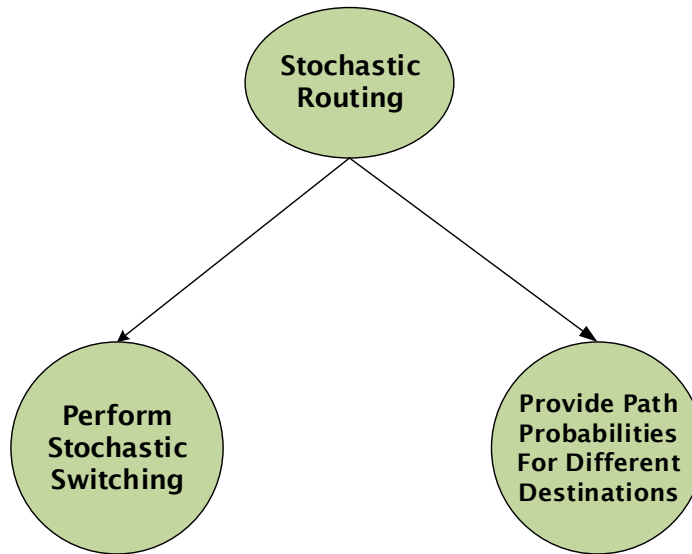 Stochastic
Routing
Perform
Stochastic
Switching
Provide Path
Probabilities
For Different
Destinations